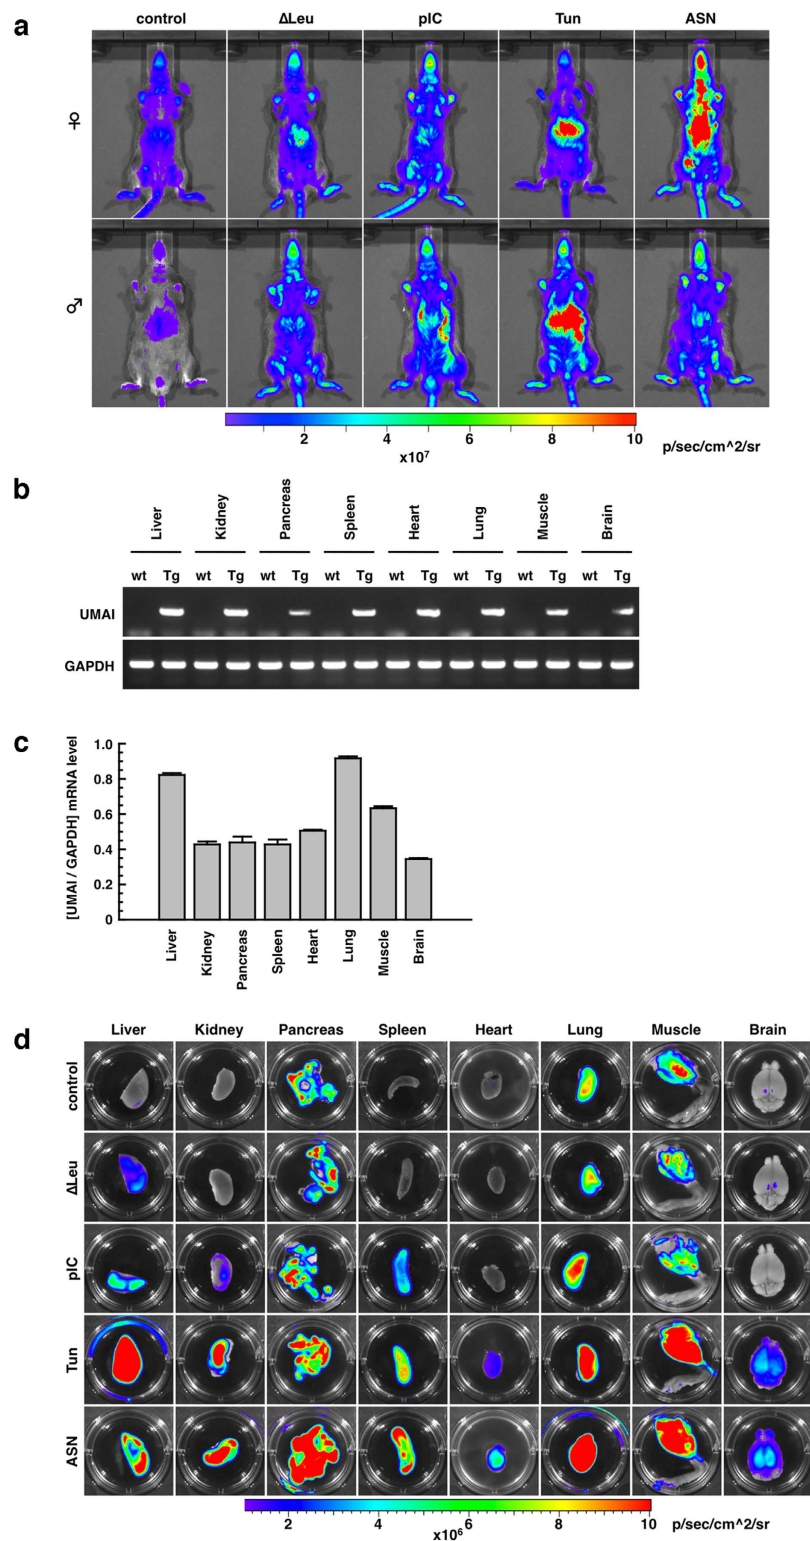 a
control ΔLeu pIC Tun ASN
♀
♂
2 4 6 8 10
x10⁷
p/sec/cm^2/sr
b
Liver Kidney Pancreas Spleen Heart Lung Muscle Brain
wt Tg wt Tg wt Tg wt Tg wt Tg wt Tg wt Tg wt Tg
UMAI
GAPDH
c
[UMAI / GAPDH] mRNA level
1.0
0.8
0.6
0.4
0.2
0
Liver Kidney Pancreas Spleen Heart Lung Muscle Brain
d
Liver Kidney Pancreas Spleen Heart Lung Muscle Brain
control
ΔLeu
pIC
Tun
ASN
2 4 6 8 10
x10⁶
p/sec/cm^2/sr